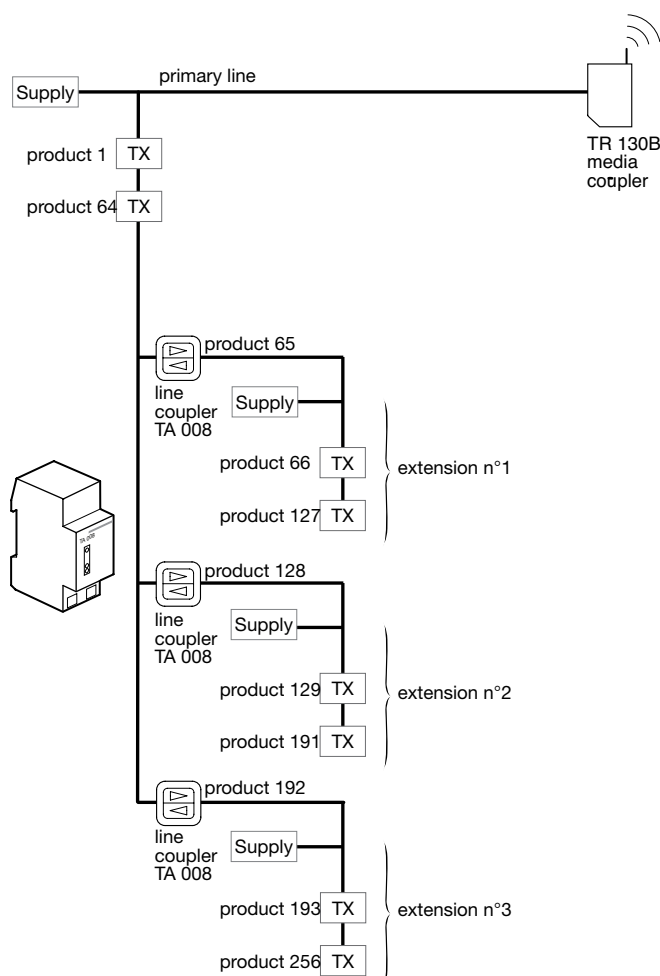 primary line
Supply
TR 130B
media
coupler
product 1 TX
product 64 TX
product 65
line
coupler
TA 008
Supply
product 66 TX
extension n°1
product 127 TX
TA 008
product 128
line
coupler
TA 008
Supply
product 129 TX
extension n°2
product 191 TX
product 192
line
coupler
TA 008
Supply
product 193 TX
extension n°3
product 256 TX